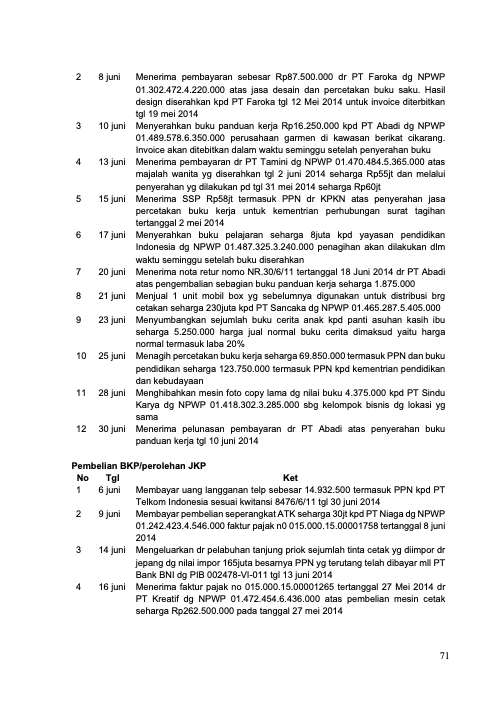 2 8 juni Menerima pembayaran sebesar Rp87.500.000 dr PT Faroka dg NPWP
01.302.472.4.220.000 atas jasa desain dan percetakan buku saku. Hasil
design diserahkan kpd PT Faroka tgl 12 Mei 2014 untuk invoice diterbitkan
tgl 19 mei 2014
3 10 juni Menyerahkan buku panduan kerja Rp16.250.000 kpd PT Abadi dg NPWP
01.489.578.6.350.000 perusahaan garmen di kawasan berikat cikarang.
Invoice akan ditebitkan dalam waktu seminggu setelah penyerahan buku
4 13 juni Menerima pembayaran dr PT Tamini dg NPWP 01.470.484.5.365.000 atas
majalah wanita yg diserahkan tgl 2 juni 2014 seharga Rp55jt dan melalui
penyerahan yg dilakukan pd tgl 31 mei 2014 seharga Rp60jt
5 15 juni Menerima SSP Rp58jt termasuk PPN dr KPKN atas penyerahan jasa
percetakan buku kerja untuk kementrian perhubungan surat tagihan
tertanggal 2 mei 2014
6 17 juni Menyerahkan buku pelajaran seharga 8juta kpd yayasan pendidikan
Indonesia dg NPWP 01.487.325.3.240.000 penagihan akan dilakukan dlm
waktu seminggu setelah buku diserahkan
7 20 juni Menerima nota retur nomo NR.30/6/11 tertanggal 18 Juni 2014 dr PT Abadi
atas pengembalian sebagian buku panduan kerja seharga 1.875.000
8 21 juni Menjual 1 unit mobil box yg sebelumnya digunakan untuk distribusi brg
cetakan seharga 230juta kpd PT Sancaka dg NPWP 01.465.287.5.405.000
9 23 juni Menyumbangkan sejumlah buku cerita anak kpd panti asuhan kasih ibu
seharga 5.250.000 harga jual normal buku cerita dimaksud yaitu harga
normal termasuk laba 20%
10 25 juni Menagih percetakan buku kerja seharga 69.850.000 termasuk PPN dan buku
pendidikan seharga 123.750.000 termasuk PPN kpd kementrian pendidikan
dan kebudayaan
11 28 juni Menghibahkan mesin foto copy lama dg nilai buku 4.375.000 kpd PT Sindu
Karya dg NPWP 01.418.302.3.285.000 sbg kelompok bisnis dg lokasi yg
sama
12 30 juni Menerima pelunasan pembayaran dr PT Abadi atas penyerahan buku
panduan kerja tgl 10 juni 2014
Pembelian BKP/perolehan JKP
No Tgl Ket
1 6 juni Membayar uang langganan telp sebesar 14.932.500 termasuk PPN kpd PT
Telkom Indonesia sesuai kwitansi 8476/6/11 tgl 30 juni 2014
2 9 juni Membayar pembelian seperangkat ATK seharga 30jt kpd PT Niaga dg NPWP
01.242.423.4.546.000 faktur pajak n0 015.000.15.00001758 tertanggal 8 juni
2014
3 14 juni Mengeluarkan dr pelabuhan tanjung priok sejumlah tinta cetak yg diimpor dr
jepang dg nilai impor 165juta besarnya PPN yg terutang telah dibayar mll PT
Bank BNI dg PIB 002478-VI-011 tgl 13 juni 2014
4 16 juni Menerima faktur pajak no 015.000.15.00001265 tertanggal 27 Mei 2014 dr
PT Kreatif dg NPWP 01.472.454.6.436.000 atas pembelian mesin cetak
seharga Rp262.500.000 pada tanggal 27 mei 2014
71